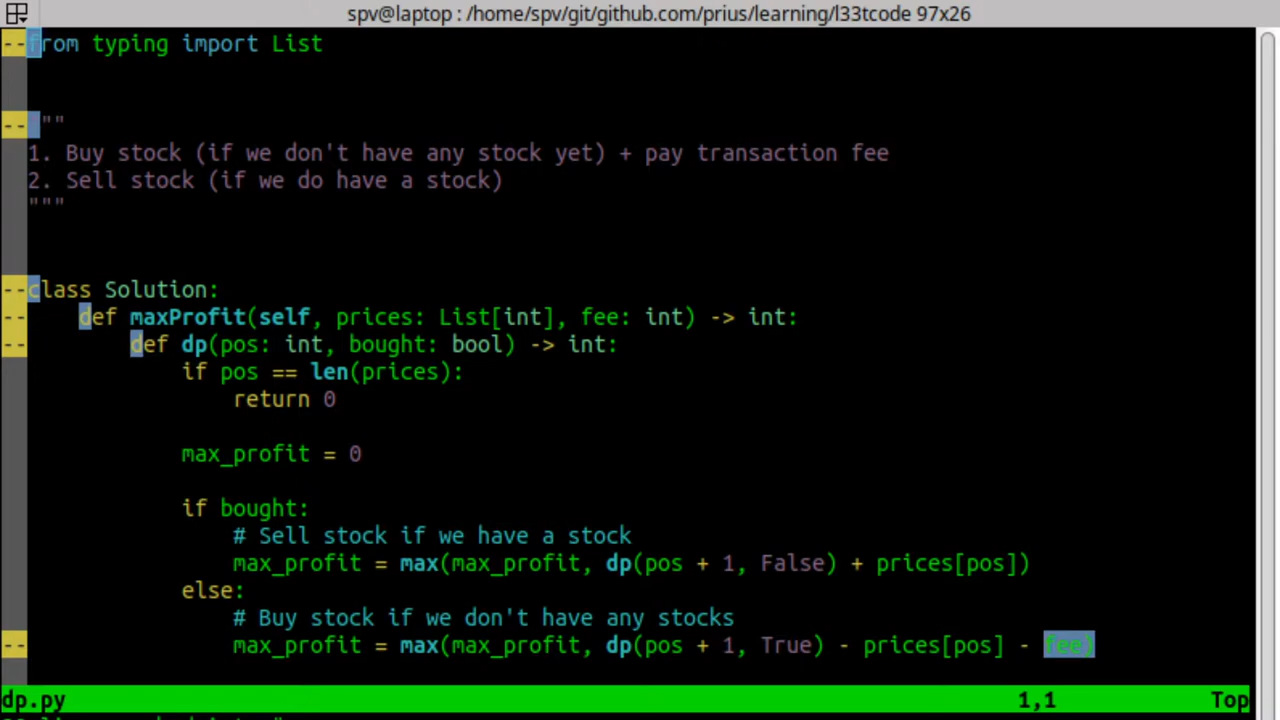 spv@laptop : /home/spv/git/github.com/prius/learning/l33tcode 97x26
--from typing import List
--"""
1. Buy stock (if we don't have any stock yet) + pay transaction fee
2. Sell stock (if we do have a stock)
"""
--class Solution:
--    def maxProfit(self, prices: List[int], fee: int) -> int:
--        def dp(pos: int, bought: bool) -> int:
            if pos == len(prices):
                return 0
            max_profit = 0
            if bought:
                # Sell stock if we have a stock
                max_profit = max(max_profit, dp(pos + 1, False) + prices[pos])
            else:
                # Buy stock if we don't have any stocks
--                max_profit = max(max_profit, dp(pos + 1, True) - prices[pos] - fee)
dp.py 1,1 Top